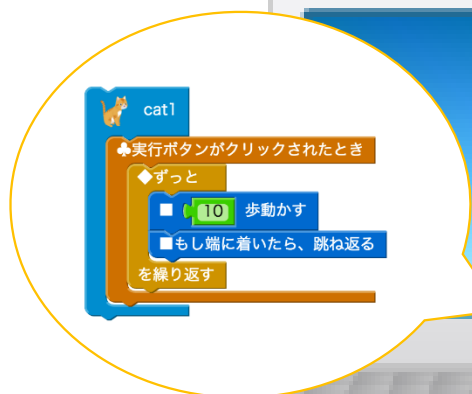 cat1
♣実行ボタンがクリックされたとき
◆ずっと
■ 10 歩動かす
■もし端に着いたら、跳ね返る
を繰り返す